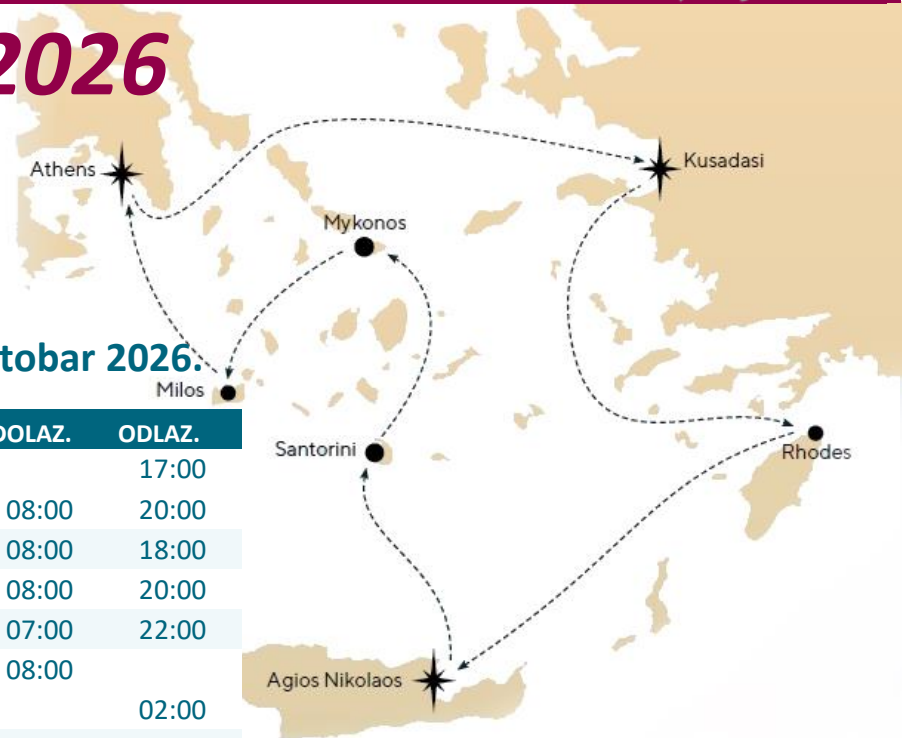 2026
Athens
Kusadasi
Mykonos
tobar 2026.
Milos
DOLAZ. ODLAZ.
Santorini
Rhodes
17:00
08:00 20:00
08:00 18:00
08:00 20:00
07:00 22:00
08:00
Agios Nikolaos
02:00